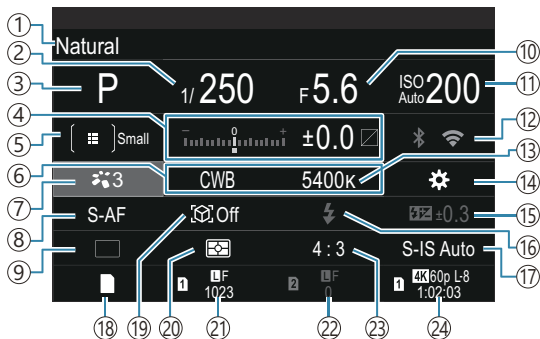 ① Natural
② ③ P 1/250 F5.6 ⑩ ISO Auto 200 ⑪
④ ⑤ Small − 0 + ±0.0 ⑫
⑥ ⑦ 3 CWB 5400K ⑬ ⑭
⑧ S-AF Off ±0.3 ⑮ ⑯
⑨ 4:3 S-IS Auto ⑰
1 LF 1023 2 LF 0 1 4K 60p L-8 1:02:03
⑱ ⑲ ⑳ ㉑ ㉒ ㉓ ㉔